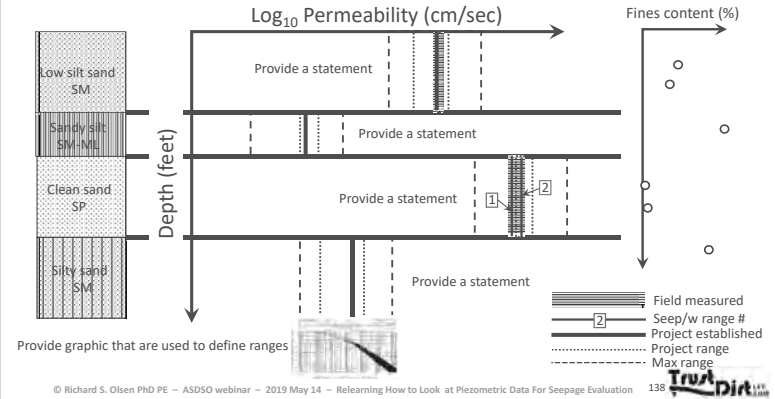 Log₁₀ Permeability (cm/sec)
Fines content (%)
Low silt sand
SM
Provide a statement
Sandy silt
SM-ML
Provide a statement
Depth (feet)
Clean sand
SP
Provide a statement
1
2
Silty sand
SM
Provide a statement
Field measured
2
Seep/w range #
Project established
Project range
Max range
Provide graphic that are used to define ranges
© Richard S. Olsen PhD PE – ASDSO webinar – 2019 May 14 – Relearning How to Look at Piezometric Data For Seepage Evaluation
138
Trust
Dirt